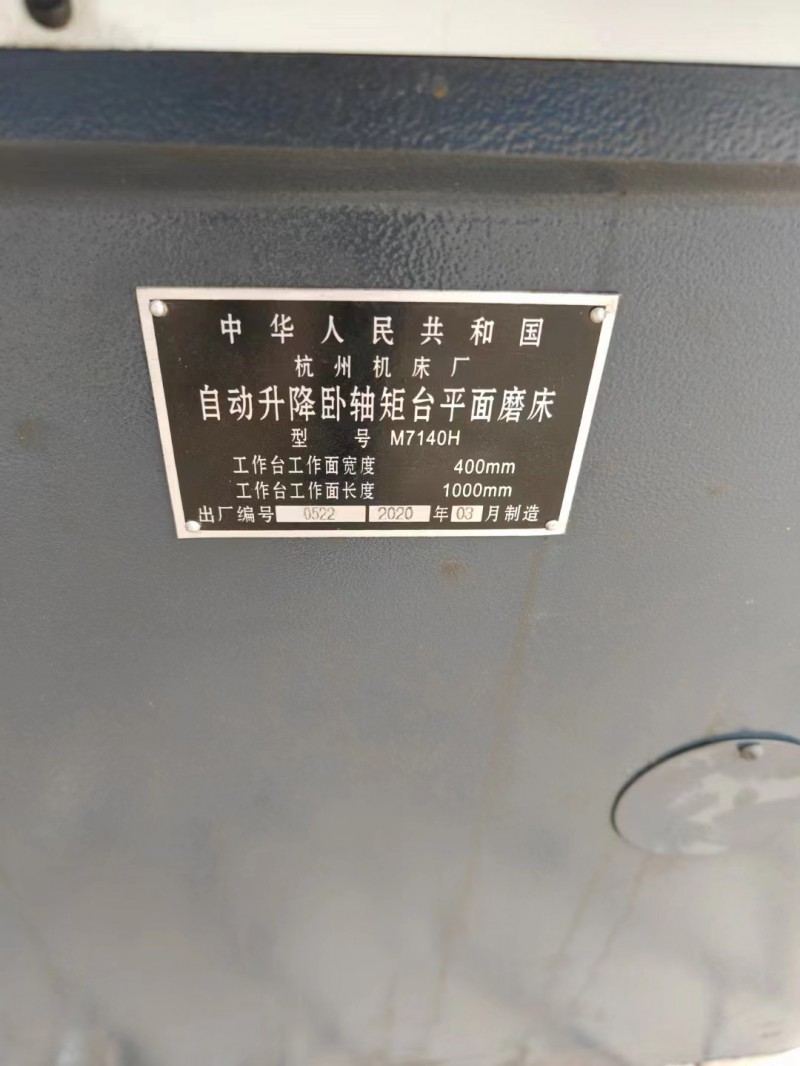 中华人民共和国
杭州机床厂
自动升降卧轴矩台平面磨床
型 号 M7140H
工作台工作面宽度 400mm
工作台工作面长度 1000mm
出厂编号 0522 2020 年 03 月制造